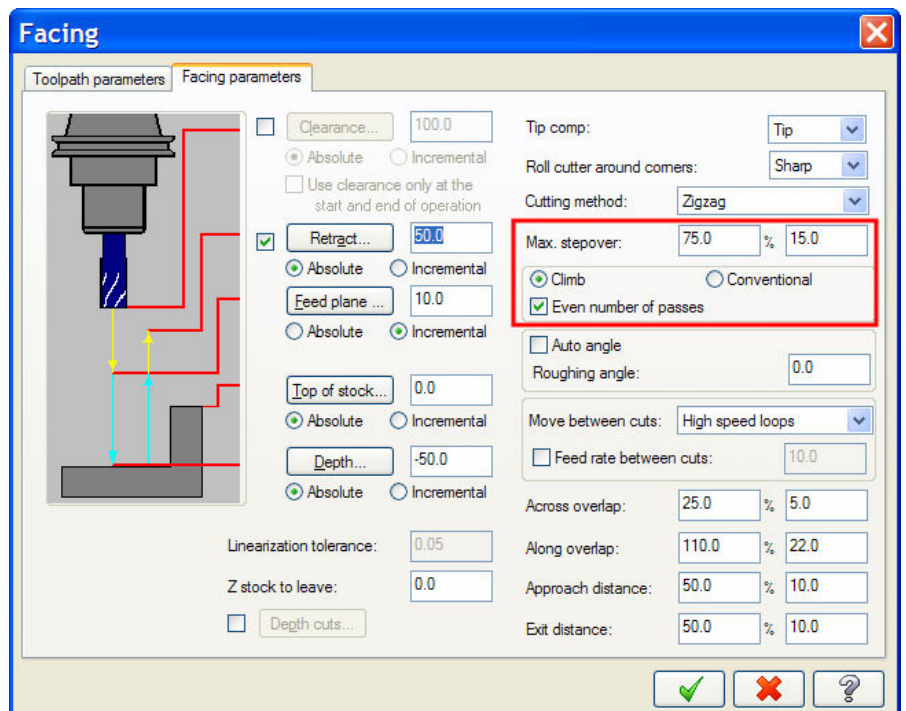 Facing
Toolpath parameters
Facing parameters
Clearance...
100.0
Absolute
Incremental
Use clearance only at the
start and end of operation
Retract...
50.0
Absolute
Incremental
Feed plane ...
10.0
Absolute
Incremental
Top of stock...
0.0
Absolute
Incremental
Depth...
-50.0
Absolute
Incremental
Linearization tolerance:
0.05
Z stock to leave:
0.0
Depth cuts...
Tip comp:
Tip
Roll cutter around corners:
Sharp
Cutting method:
Zigzag
Max. stepover:
75.0
%
15.0
Climb
Conventional
Even number of passes
Auto angle
Roughing angle:
0.0
Move between cuts:
High speed loops
Feed rate between cuts:
10.0
Across overlap:
25.0
%
5.0
Along overlap:
110.0
%
22.0
Approach distance:
50.0
%
10.0
Exit distance:
50.0
%
10.0
?